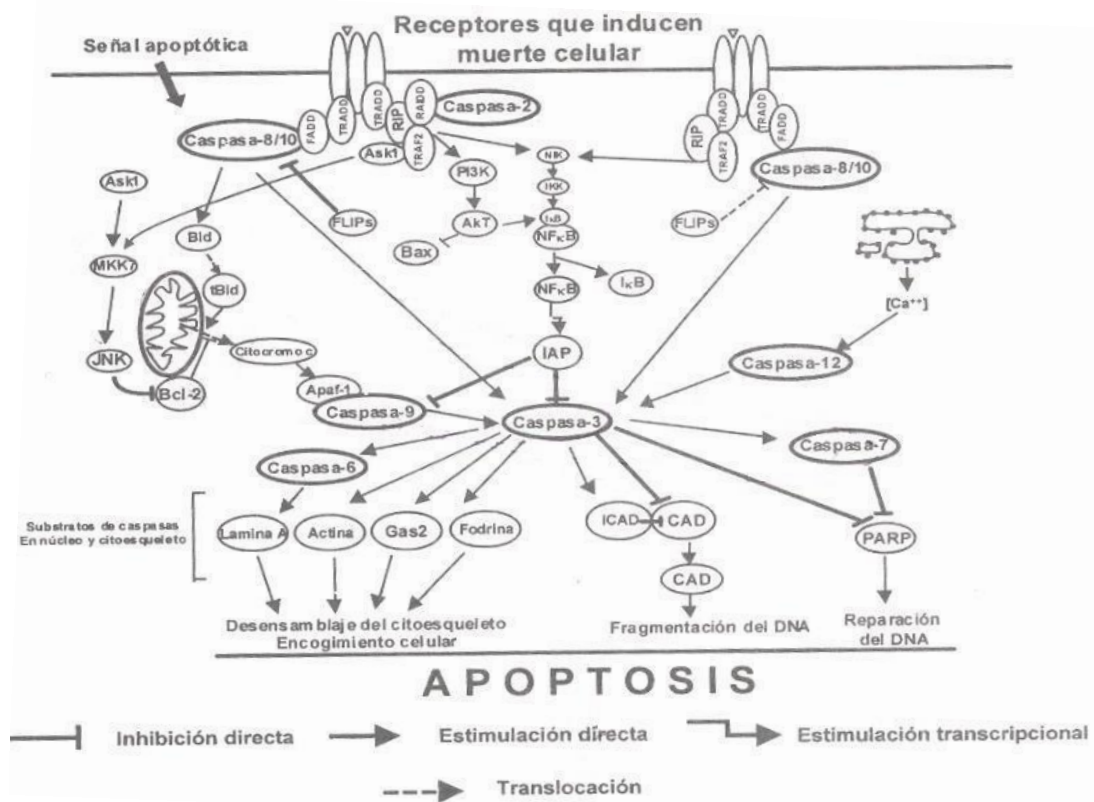 Receptores que inducen
muerte celular
Señal apoptótica
FADD
TRADD
TRADD
RIP
RAIDD
TRAF2
Caspasa-2
Caspasa-8/10
Ask1
Ask1
PI3K
NIK
IKK
IκB
NFκB
AkT
Bax
FLIPs
Bid
tBid
MKK7
JNK
Bcl-2
Citocromo c
Apaf-1
Caspasa-9
NFκB
IκB
IAP
TRADD
TRADD
FADD
RIP
TRAF2
Caspasa-8/10
FLIPs
[Ca++]
Caspasa-12
Caspasa-3
Caspasa-7
Caspasa-6
Substratos de caspasas
En núcleo y citoesqueleto
Lamina A
Actina
Gas2
Fodrina
ICAD
CAD
PARP
CAD
Desensamblaje del citoesqueleto
Encogimiento celular
Fragmentación del DNA
Reparación
del DNA
APOPTOSIS
Inhibición directa
Estimulación directa
Estimulación transcripcional
Translocación